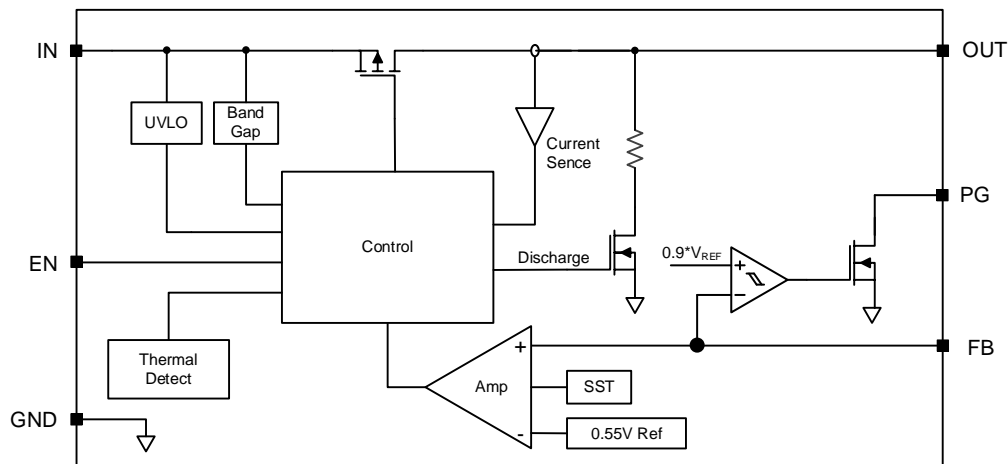 IN
OUT
UVLO
Band
Gap
Current
Sence
PG
Control
EN
Discharge
0.9*VREF
+
−
Thermal
Detect
+
Amp
SST
FB
GND
-
0.55V Ref